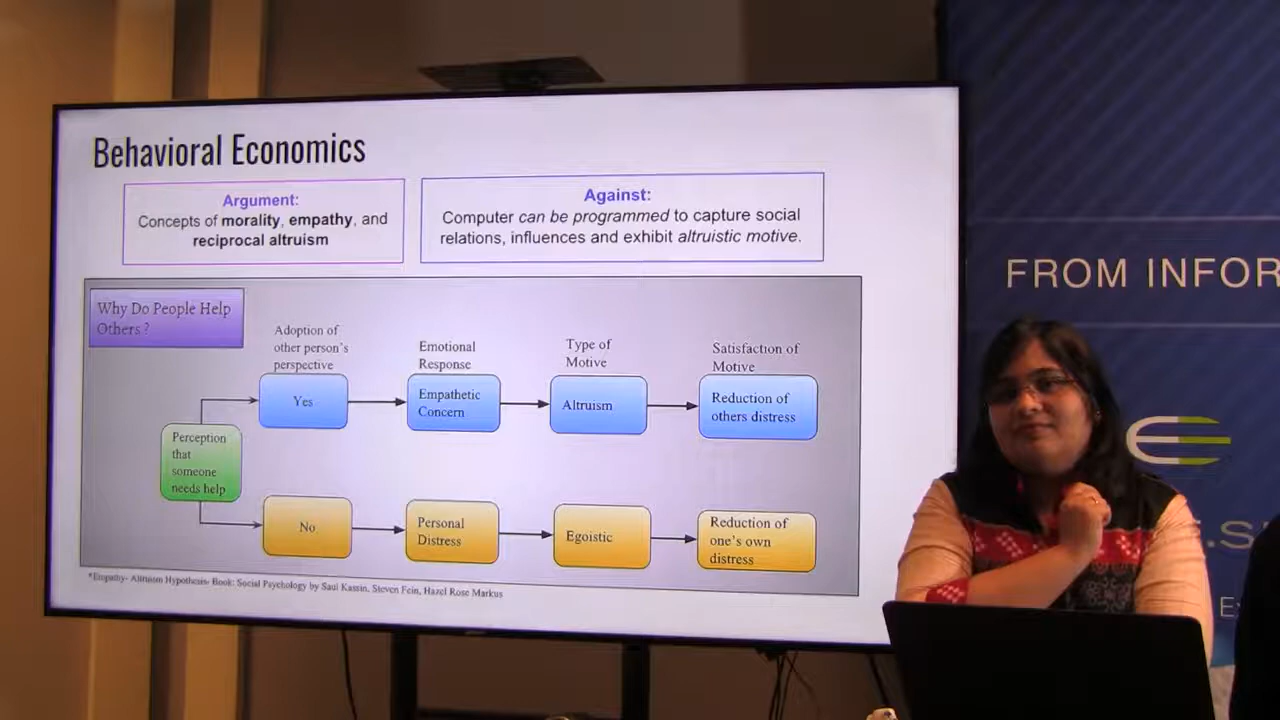 Behavioral Economics
Argument:
Concepts of morality, empathy, and
reciprocal altruism
Against:
Computer can be programmed to capture social
relations, influences and exhibit altruistic motive.
Why Do People Help
Others ?
Adoption of
other person's
perspective
Emotional
Response
Type of
Motive
Satisfaction of
Motive
Yes
Empathetic
Concern
Altruism
Reduction of
others distress
Perception
that
someone
needs help
No
Personal
Distress
Egoistic
Reduction of
one's own
distress
*Empathy- Altruism Hypothesis- Book: Social Psychology by Saul Kassin, Steven Fein, Hazel Rose Markus
FROM INFOR
.S